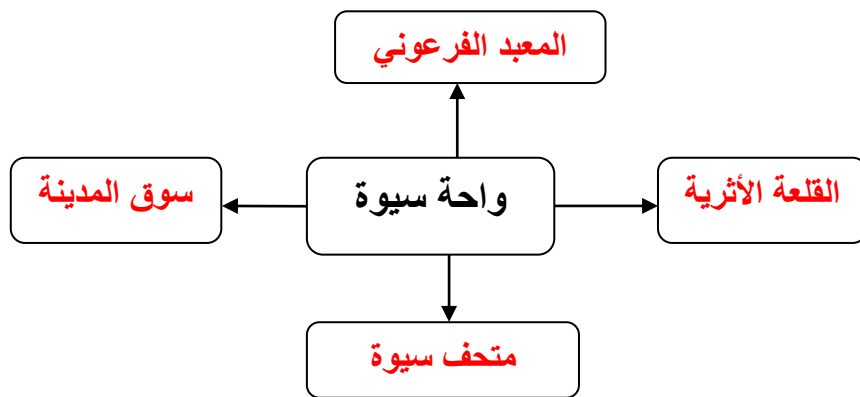 المعبد الفرعوني
القلعة الأثرية
واحة سيوة
سوق المدينة
متحف سيوة